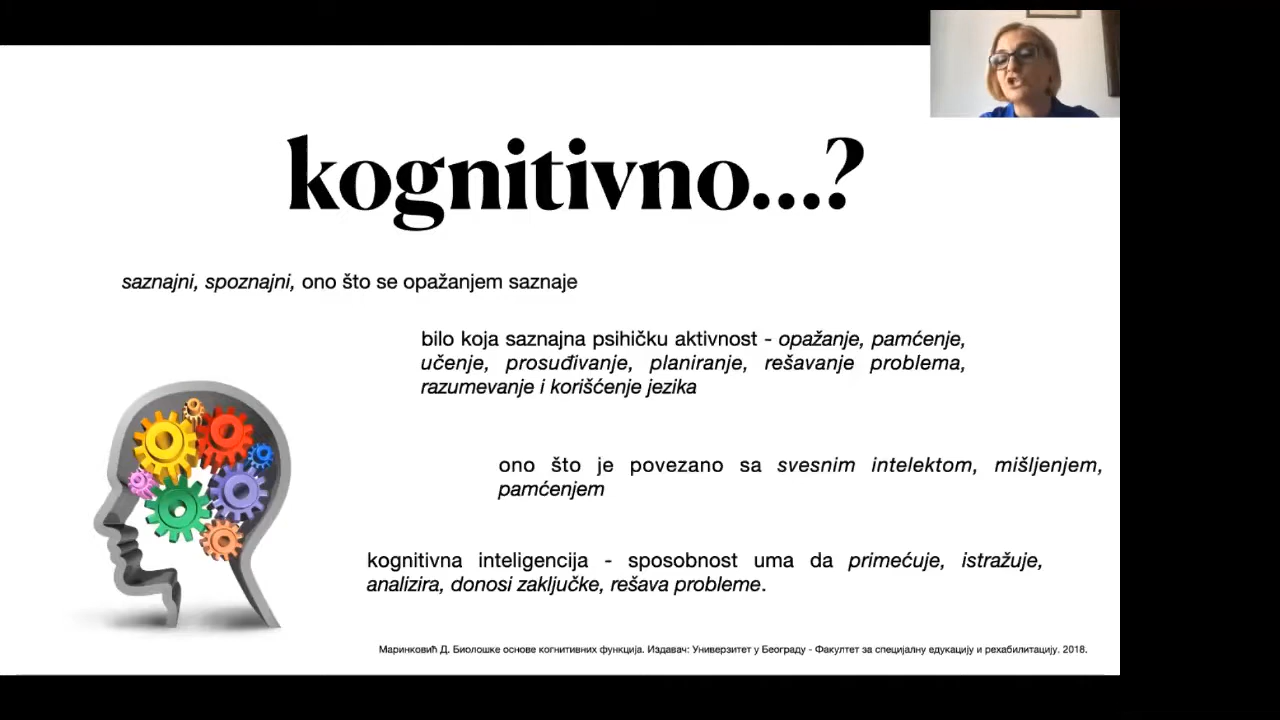 kognitivno...?
saznajni, spoznajni, ono što se opažanjem saznaje
bilo koja saznajna psihičku aktivnost - opažanje, pamćenje,
učenje, prosuđivanje, planiranje, rešavanje problema,
razumevanje i korišćenje jezika
ono što je povezano sa svesnim intelektom, mišljenjem,
pamćenjem
kognitivna inteligencija - sposobnost uma da primećuje, istražuje,
analizira, donosi zaključke, rešava probleme.
Маринковић Д. Биолошке основе когнитивних функција. Издавач: Универзитет у Београду - Факултет за специјалну едукацију и рехабилитацију. 2018.